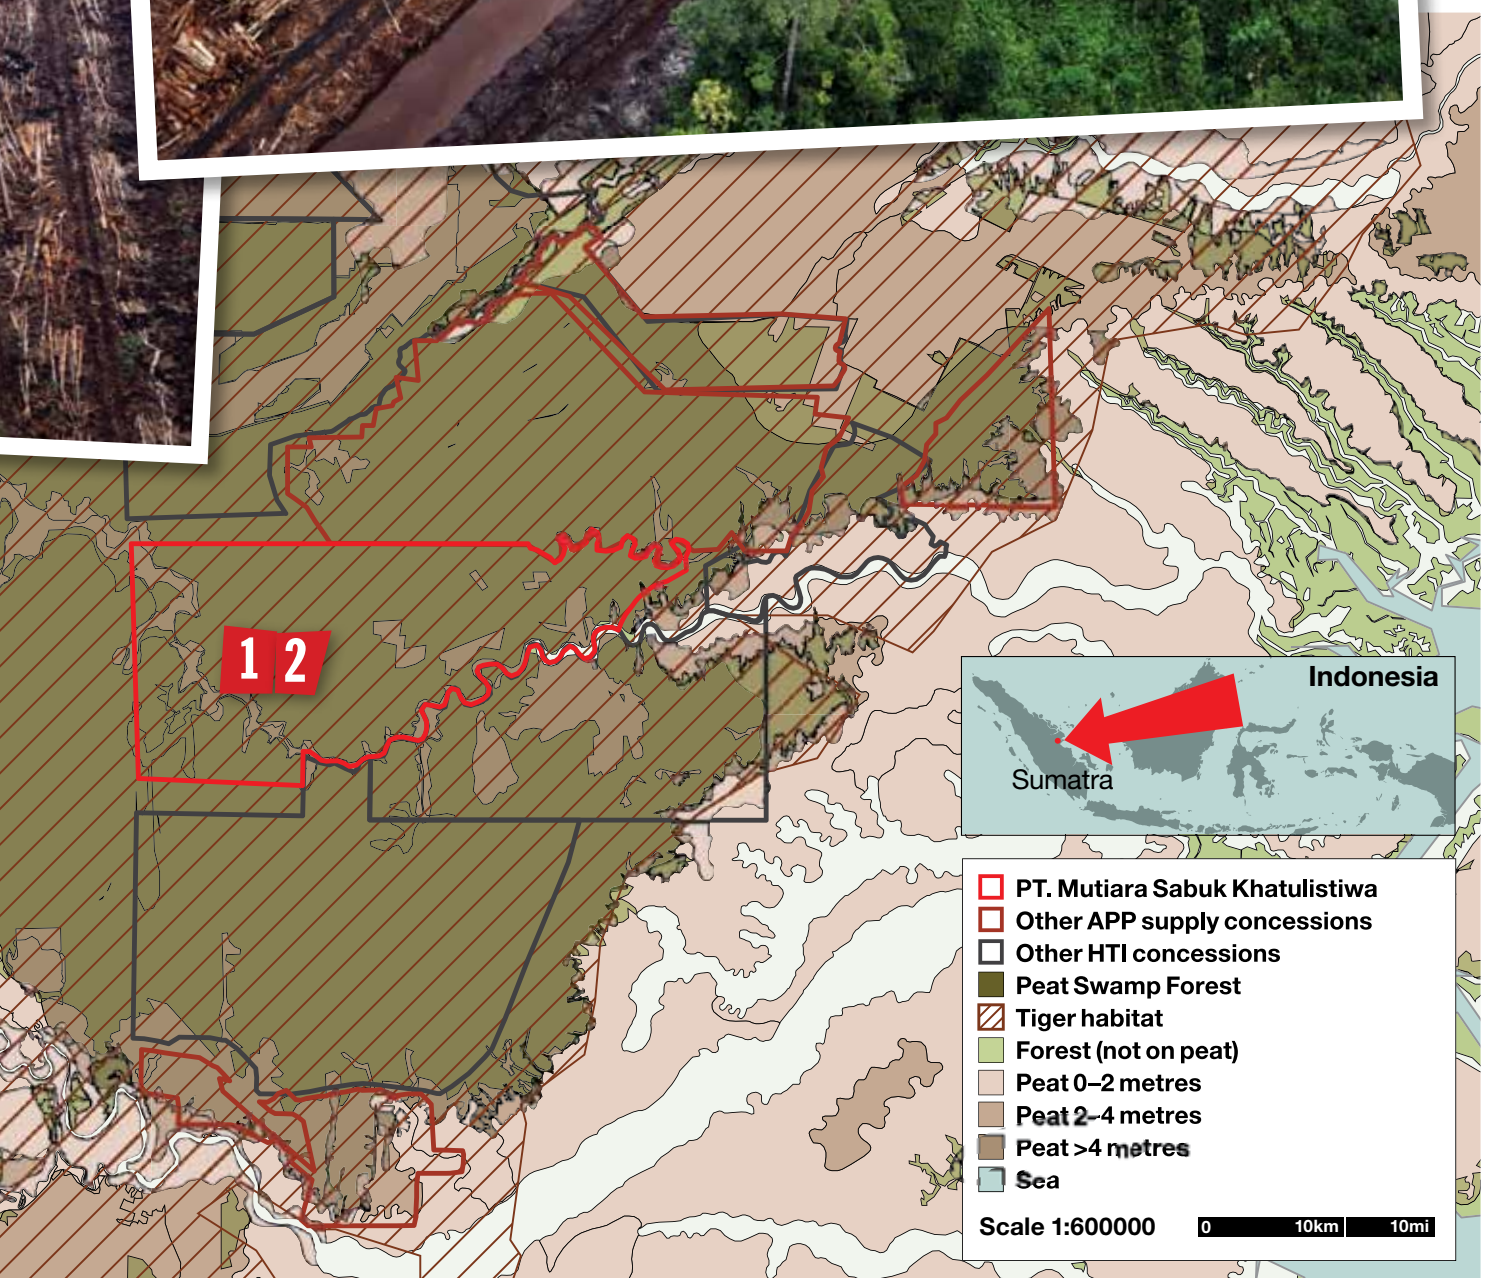 1 2
Indonesia
Sumatra
PT. Mutiara Sabuk Khatulistiwa
Other APP supply concessions
Other HTI concessions
Peat Swamp Forest
Tiger habitat
Forest (not on peat)
Peat 0–2 metres
Peat 2–4 metres
Peat >4 metres
Sea
Scale 1:600000 0 10km 10mi